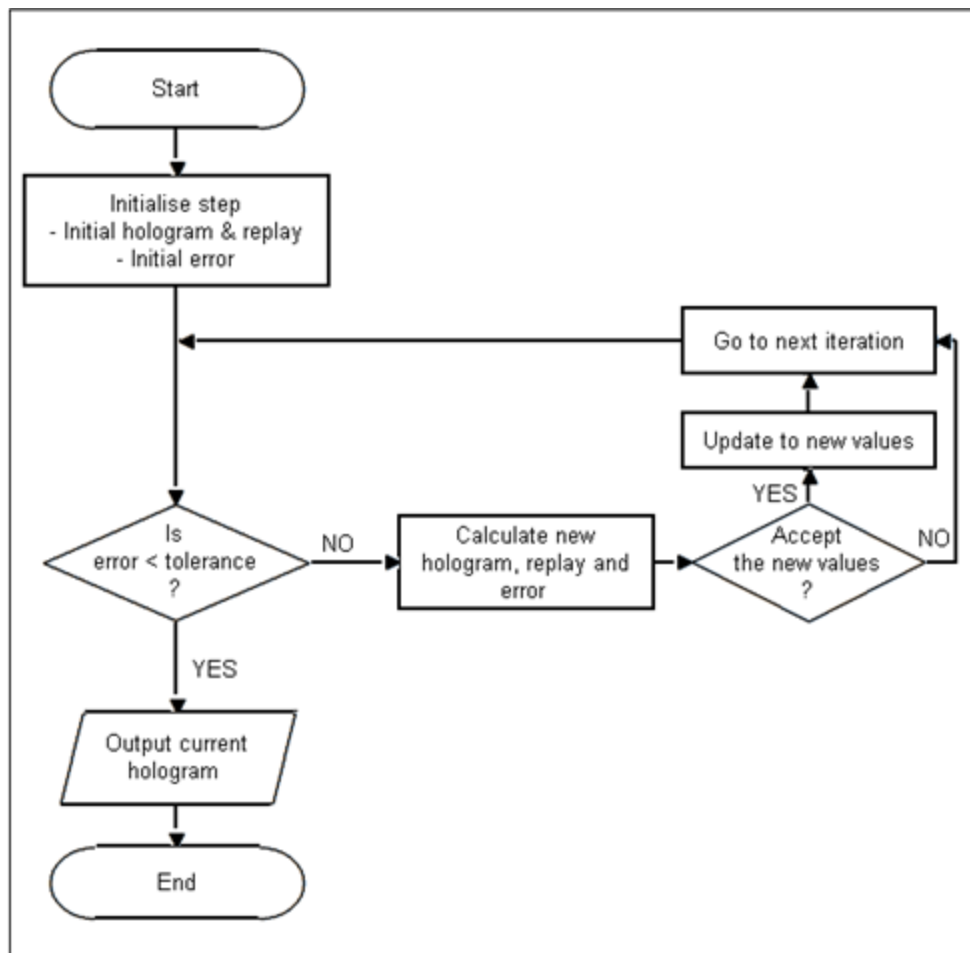 Start
Initialise step
- Initial hologram & replay
- Initial error
Go to next iteration
Update to new values
YES
Is
error < tolerance
?
NO
Calculate new
hologram, replay and
error
Accept
the new values
?
NO
YES
Output current
hologram
End